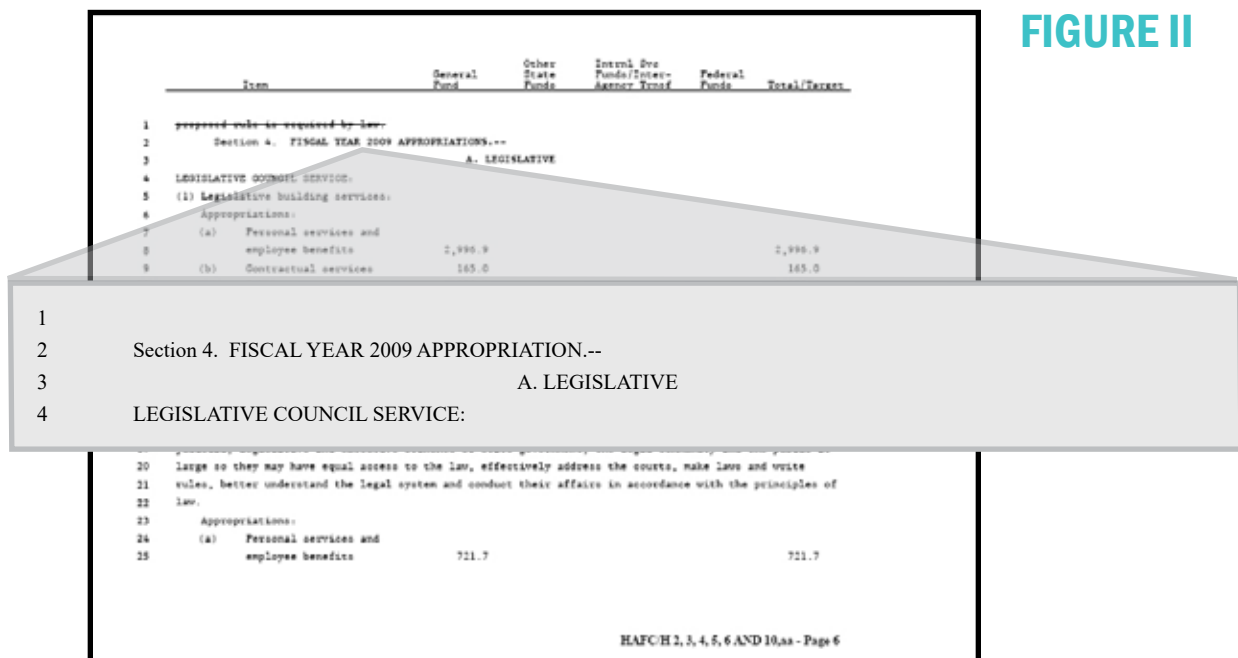 FIGURE II
Item General Fund Other State Funds Intrnl Svc Funds/Inter-Agency Trnsf Federal Funds Total/Target
1 proposed rule is required by law.
2 Section 4. FISCAL YEAR 2009 APPROPRIATIONS.--
3 A. LEGISLATIVE
4 LEGISLATIVE COUNCIL SERVICE:
5 (1) Legislative building services:
6 Appropriations:
7 (a) Personal services and
8 employee benefits 2,996.9 2,996.9
9 (b) Contractual services 165.0 165.0
1
2 Section 4. FISCAL YEAR 2009 APPROPRIATION.--
3 A. LEGISLATIVE
4 LEGISLATIVE COUNCIL SERVICE:
20 large so they may have equal access to the law, effectively address the courts, make laws and write
21 rules, better understand the legal system and conduct their affairs in accordance with the principles of
22 law.
23 Appropriations:
24 (a) Personal services and
25 employee benefits 721.7 721.7
HAFC/H 2, 3, 4, 5, 6 AND 10,aa - Page 6